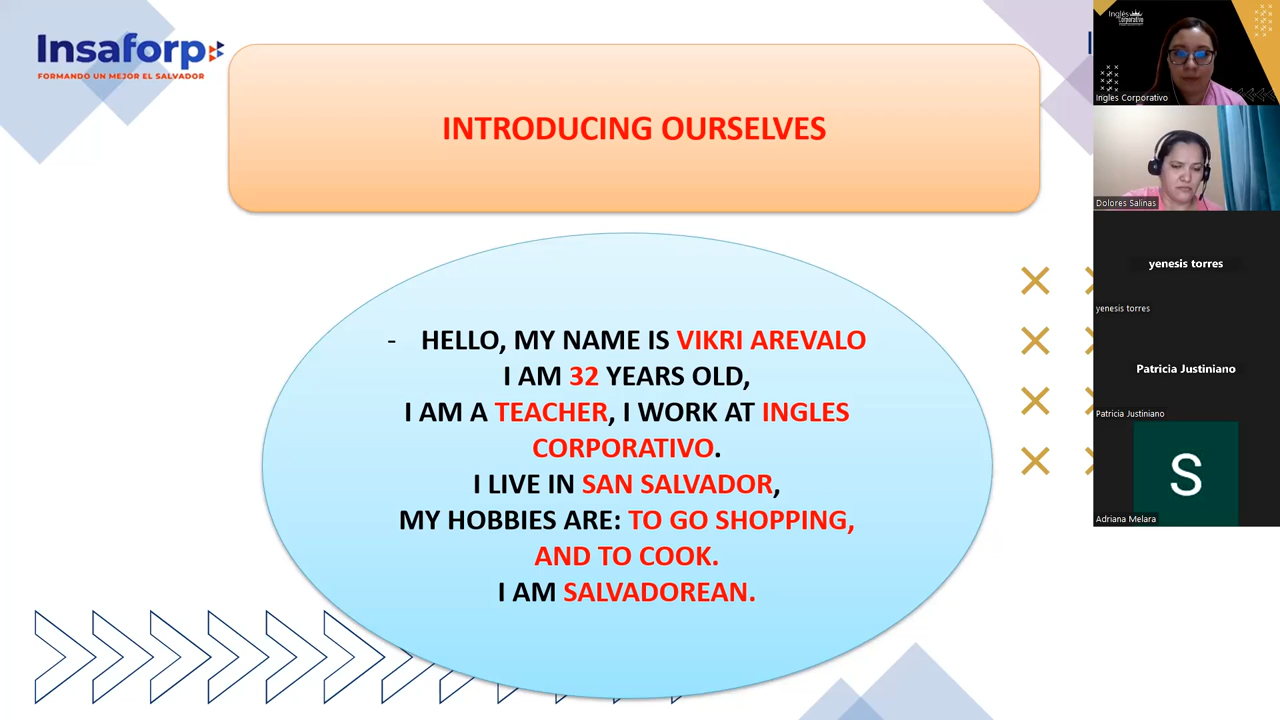 Insaforp
FORMANDO UN MEJOR EL SALVADOR
INTRODUCING OURSELVES
- HELLO, MY NAME IS VIKRI AREVALO
I AM 32 YEARS OLD,
I AM A TEACHER, I WORK AT INGLES
CORPORATIVO.
I LIVE IN SAN SALVADOR,
MY HOBBIES ARE: TO GO SHOPPING,
AND TO COOK.
I AM SALVADOREAN.
Inglés
Corporativo
Ingles Corporativo
Dolores Salinas
yenesis torres
yenesis torres
Patricia Justiniano
Patricia Justiniano
S
Adriana Melara